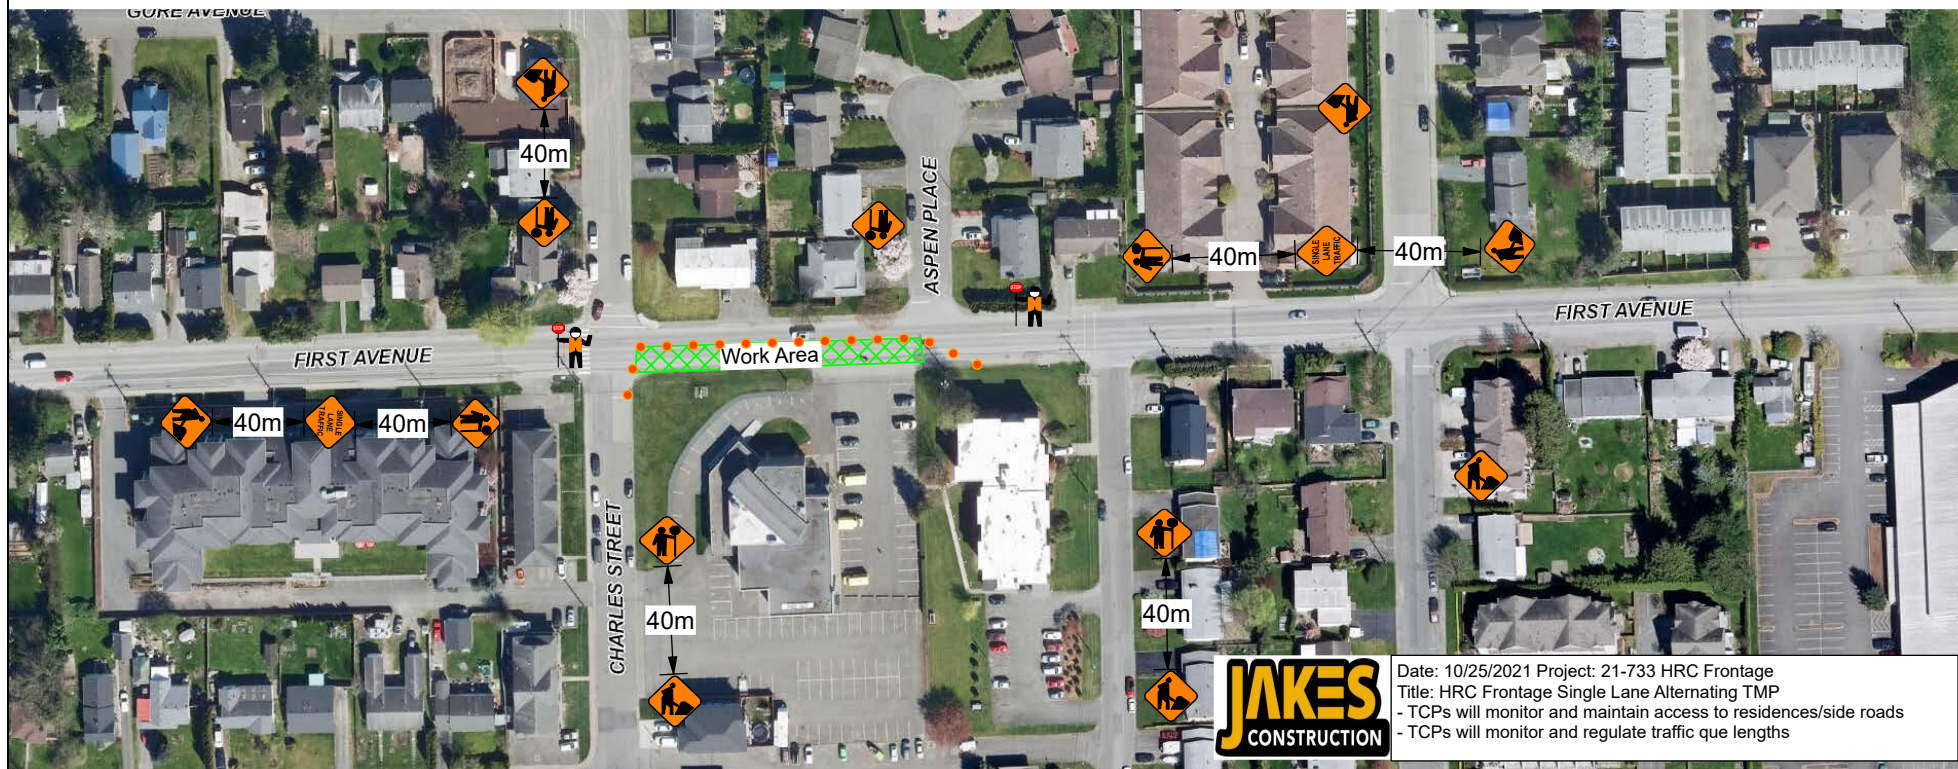 GORE AVENUE
40m
ASPEN PLACE
40m
SINGLE
LANE
TRAFFIC
40m
STOP
STOP
FIRST AVENUE
FIRST AVENUE
Work Area
40m
SINGLE
LANE
TRAFFIC
40m
CHARLES STREET
40m
40m
JAKES
CONSTRUCTION
Date: 10/25/2021 Project: 21-733 HRC Frontage
Title: HRC Frontage Single Lane Alternating TMP
- TCPs will monitor and maintain access to residences/side roads
- TCPs will monitor and regulate traffic que lengths